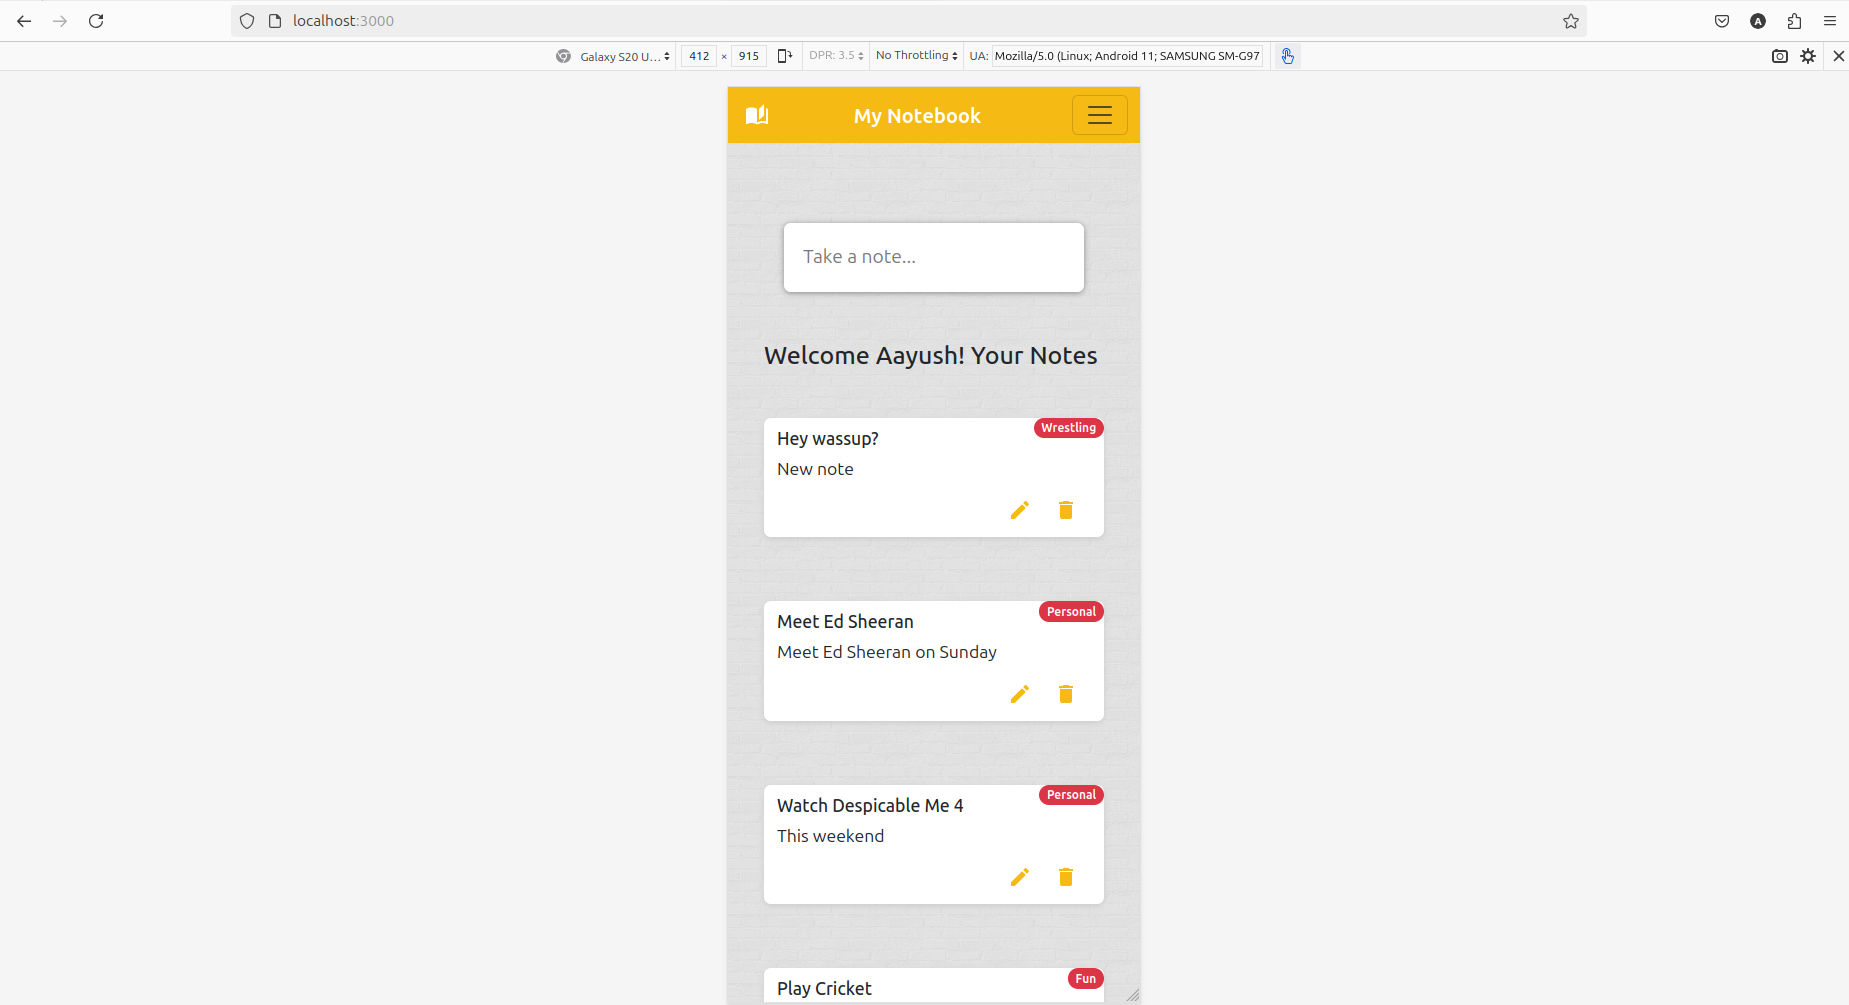 localhost:3000
Galaxy S20 U... 412 × 915 DPR: 3.5 No Throttling UA: Mozilla/5.0 (Linux; Android 11; SAMSUNG SM-G97
A
My Notebook
Take a note...
Welcome Aayush! Your Notes
Wrestling
Hey wassup?
New note
Personal
Meet Ed Sheeran
Meet Ed Sheeran on Sunday
Personal
Watch Despicable Me 4
This weekend
Fun
Play Cricket